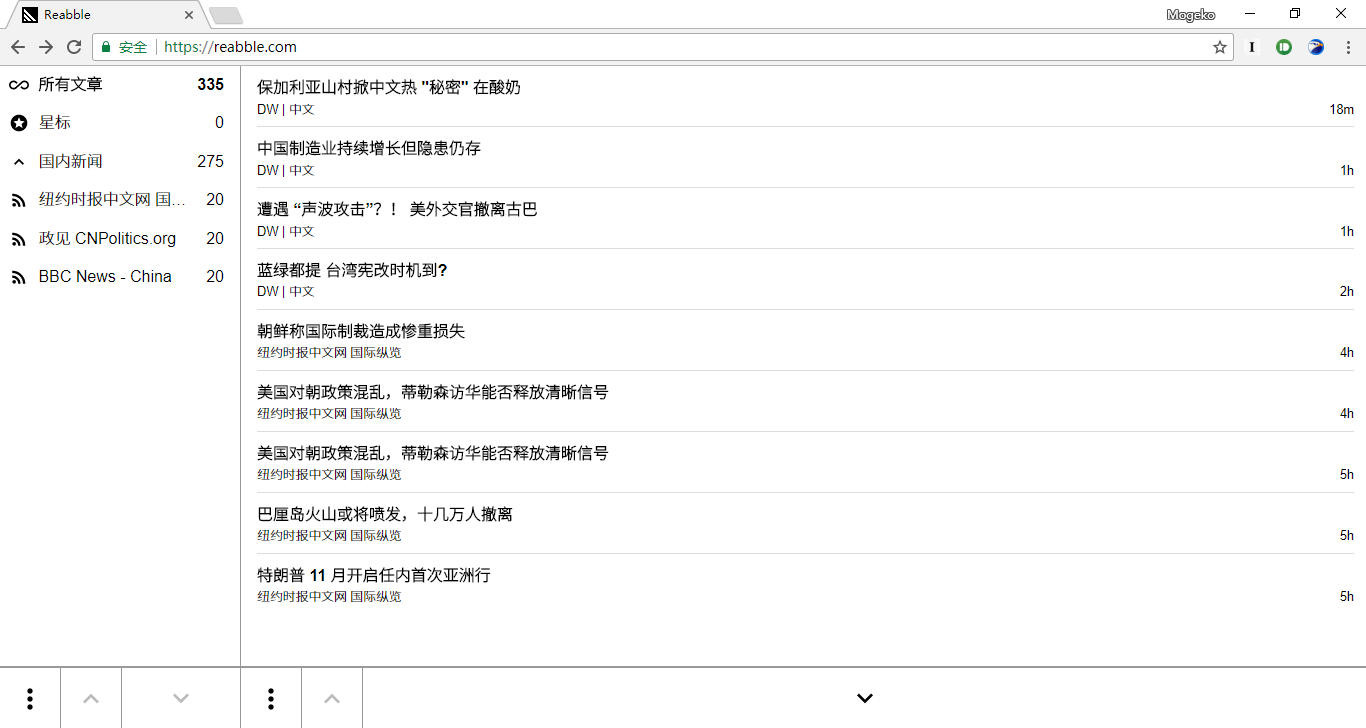 Reabble
Mogeko
安全 https://reabble.com
所有文章 335
星标 0
国内新闻 275
纽约时报中文网 国… 20
政见 CNPolitics.org 20
BBC News - China 20
保加利亚山村掀中文热 "秘密" 在酸奶
DW | 中文 18m
中国制造业持续增长但隐患仍存
DW | 中文 1h
遭遇 “声波攻击”？！ 美外交官撤离古巴
DW | 中文 1h
蓝绿都提 台湾宪改时机到?
DW | 中文 2h
朝鲜称国际制裁造成惨重损失
纽约时报中文网 国际纵览 4h
美国对朝政策混乱，蒂勒森访华能否释放清晰信号
纽约时报中文网 国际纵览 4h
美国对朝政策混乱，蒂勒森访华能否释放清晰信号
纽约时报中文网 国际纵览 5h
巴厘岛火山或将喷发，十几万人撤离
纽约时报中文网 国际纵览 5h
特朗普 11 月开启任内首次亚洲行
纽约时报中文网 国际纵览 5h